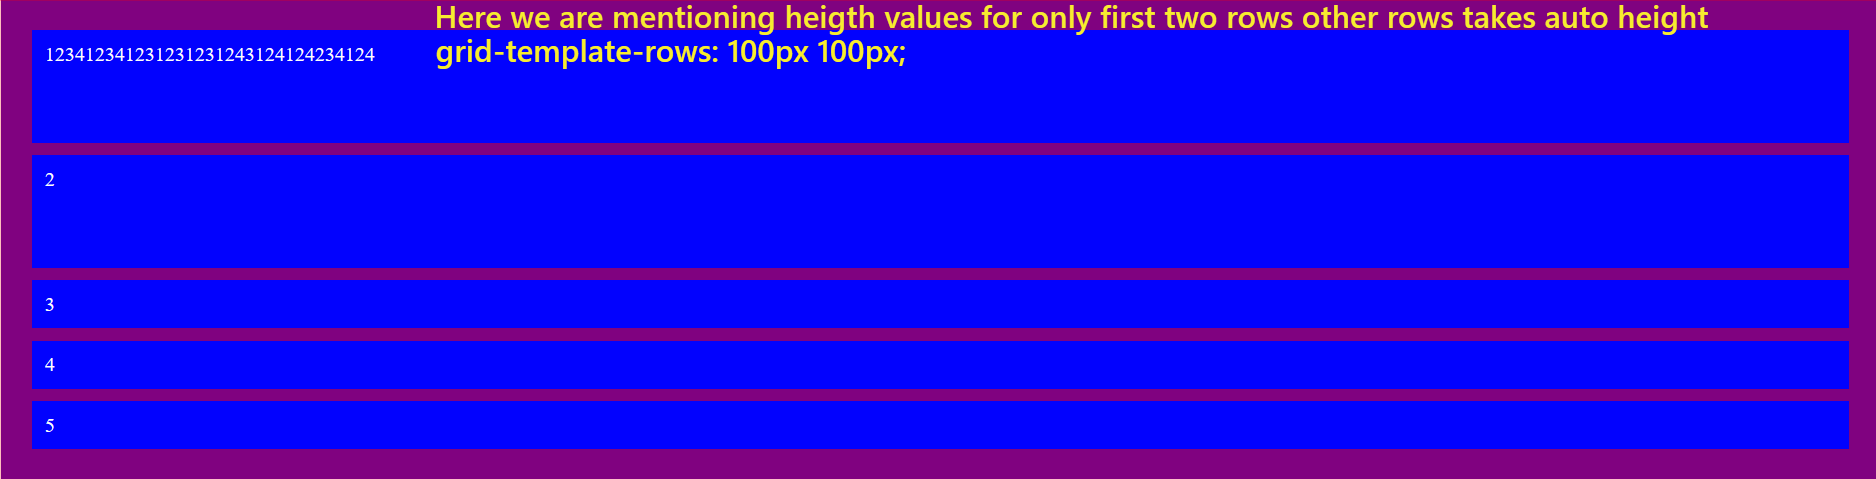 Here we are mentioning heigth values for only first two rows other rows takes auto height
grid-template-rows: 100px 100px;
123412341231231231243124124234124
2
3
4
5